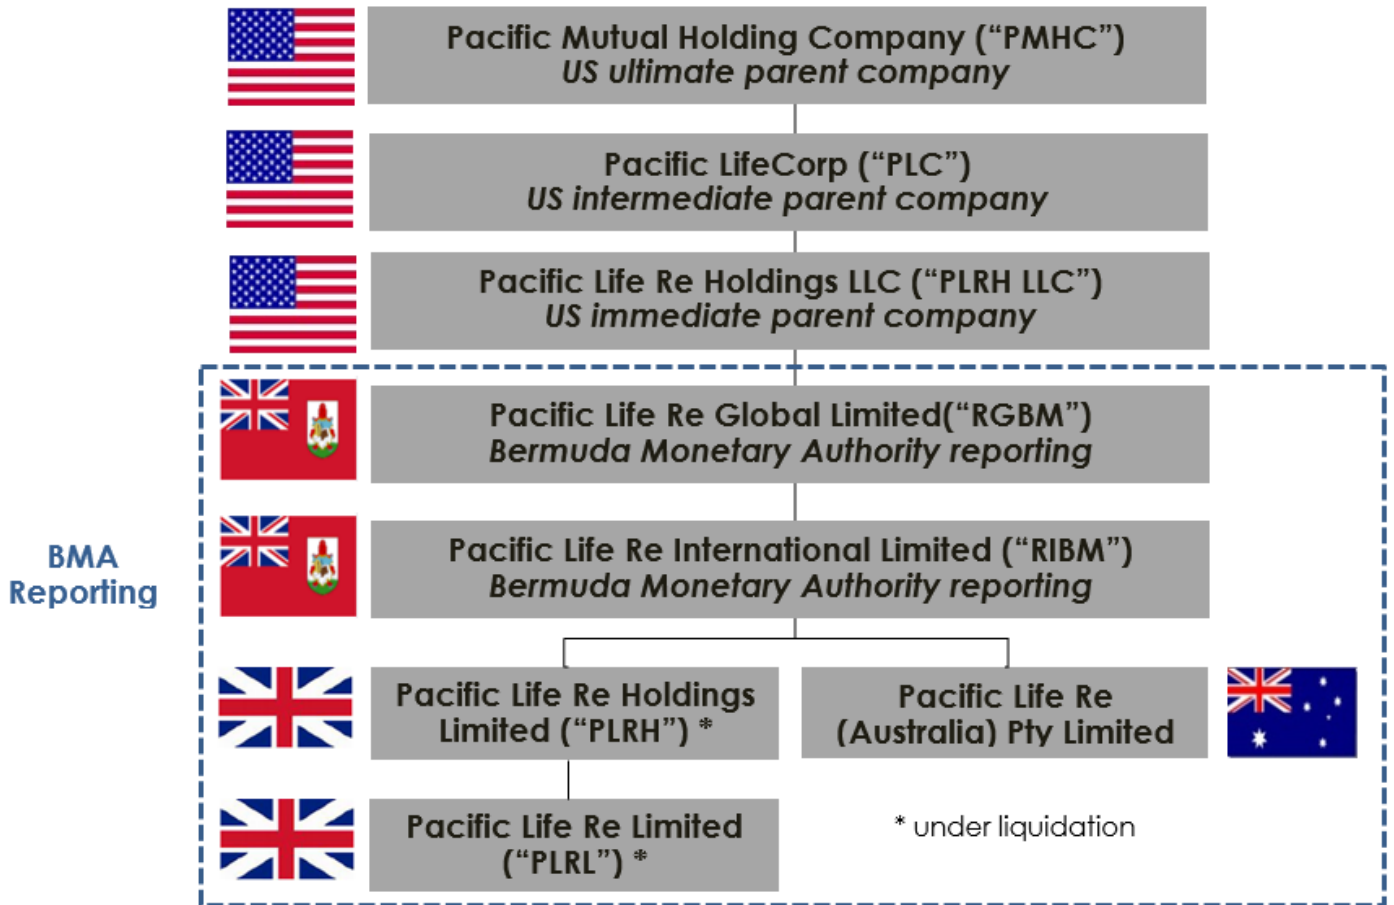 Pacific Mutual Holding Company (“PMHC”)
US ultimate parent company
Pacific LifeCorp (“PLC”)
US intermediate parent company
Pacific Life Re Holdings LLC (“PLRH LLC”)
US immediate parent company
Pacific Life Re Global Limited(“RGBM”)
Bermuda Monetary Authority reporting
BMA
Reporting
Pacific Life Re International Limited (“RIBM”)
Bermuda Monetary Authority reporting
Pacific Life Re Holdings
Limited (“PLRH”) *
Pacific Life Re
(Australia) Pty Limited
Pacific Life Re Limited
(“PLRL”) *
* under liquidation